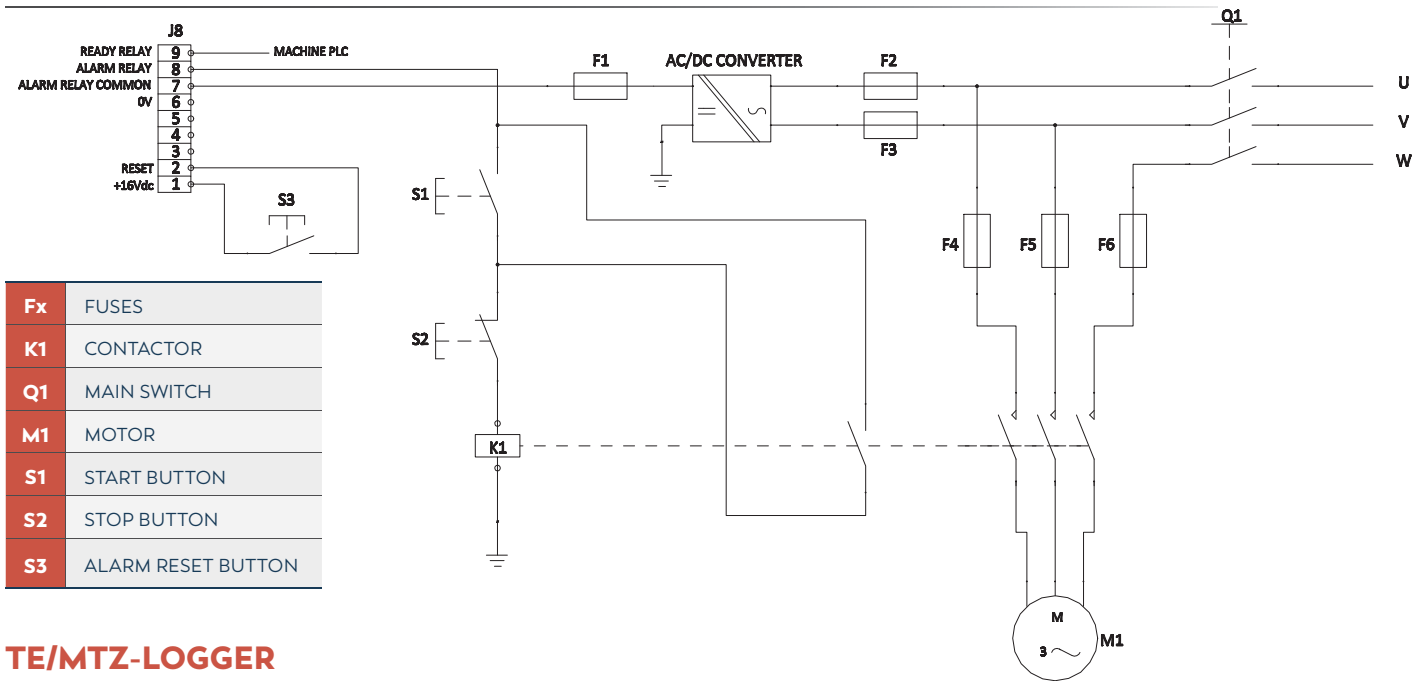 Q1
J8
READY RELAY 9 MACHINE PLC
ALARM RELAY 8
ALARM RELAY COMMON 7
0V 6
5
4
3
RESET 2
+16Vdc 1
F1
AC/DC CONVERTER
F2
U
V
F3
W
S1
S3
F4
F5
F6
Fx FUSES
K1 CONTACTOR
Q1 MAIN SWITCH
M1 MOTOR
S1 START BUTTON
S2 STOP BUTTON
S3 ALARM RESET BUTTON
S2
K1
M
3
M1
TE/MTZ-LOGGER